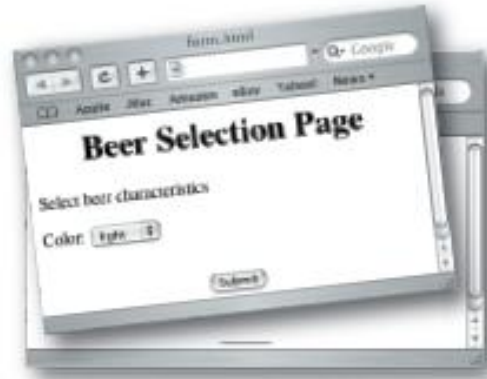 form.html
Google
Apple Mac Amazon eBay Yahoo! News
Beer Selection Page
Select beer characteristics
Color: light
Submit